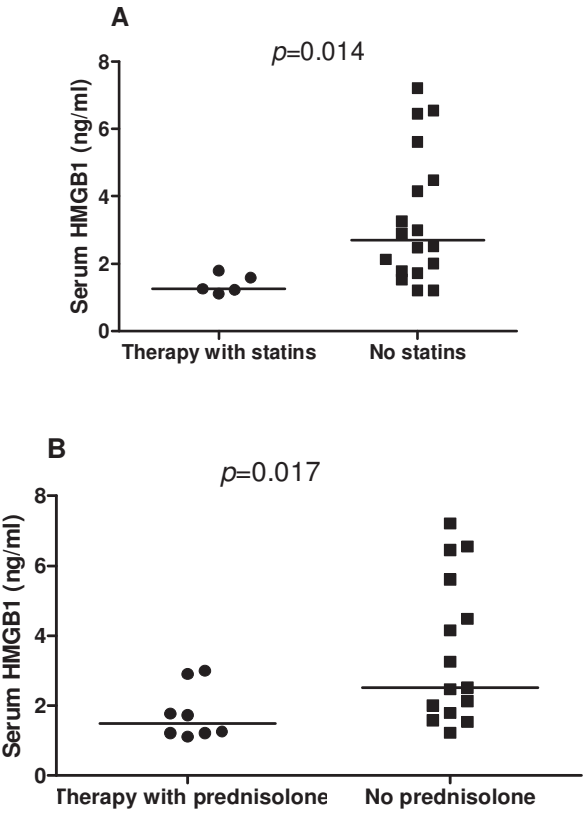 A
p=0.014
Serum HMGB1 (ng/ml)
8
6
4
2
0
Therapy with statins
No statins
B
p=0.017
Serum HMGB1 (ng/ml)
8
6
4
2
0
Therapy with prednisolone
No prednisolone